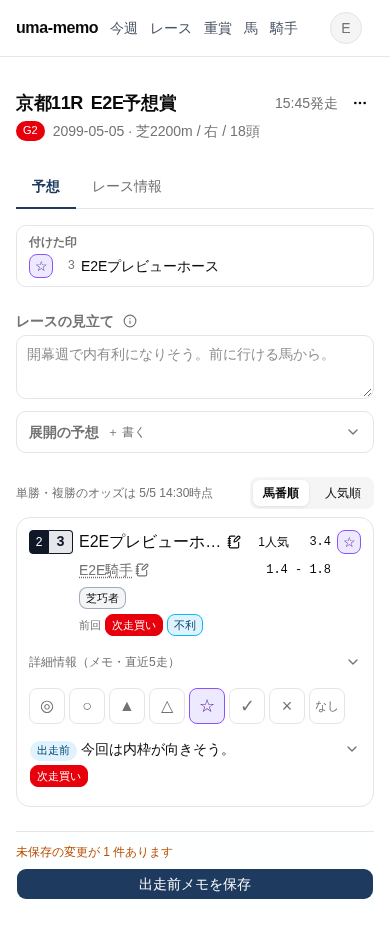 uma-memo 今週 レース 重賞 馬 騎手 E
京都11R E2E予想賞 15:45発走 …
G2 2099-05-05 · 芝2200m / 右 / 18頭
予想 レース情報
付けた印
☆ 3 E2Eプレビューホース
レースの見立て
開幕週で内有利になりそう。前に行ける馬から。
展開の予想 + 書く
単勝・複勝のオッズは 5/5 14:30時点 馬番順 人気順
2 3 E2Eプレビューホ… 1人気 3.4 ☆
E2E騎手 1.4 - 1.8
芝巧者
前回 次走買い 不利
詳細情報（メモ・直近5走）
◎ ○ ▲ △ ☆ ✓ × なし
出走前 今回は内枠が向きそう。
次走買い
未保存の変更が 1 件あります
出走前メモを保存